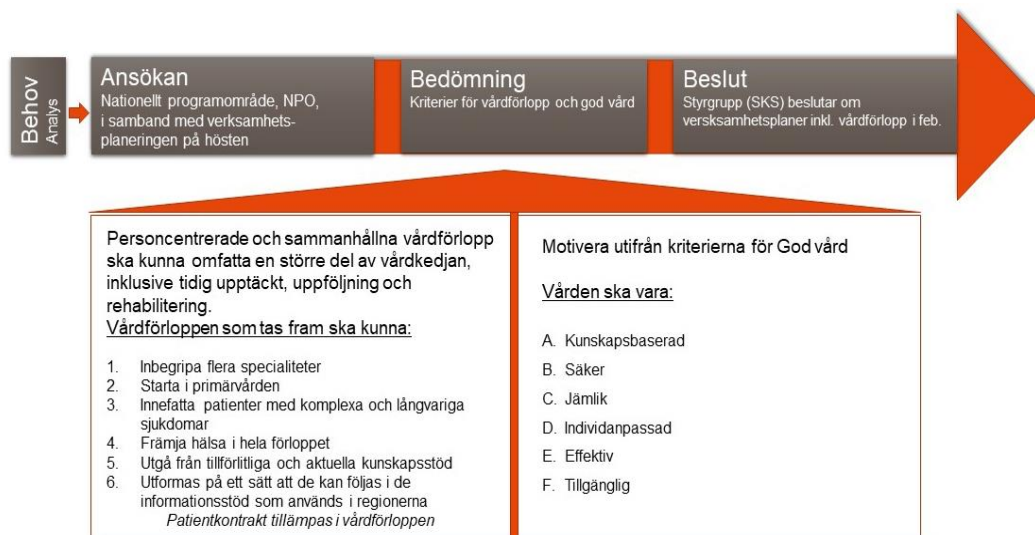 Behov
Analys
Ansökan
Nationellt programområde, NPO,
i samband med verksamhets-
planeringen på hösten
Bedömning
Kriterier för vårdförlopp och god vård
Beslut
Styrgrupp (SKS) beslutar om
versksamhetsplaner inkl. vårdförlopp i feb.
Personcentrerade och sammanhållna vårdförlopp
ska kunna omfatta en större del av vårdkedjan,
inklusive tidig upptäckt, uppföljning och
rehabilitering.
Vårdförloppen som tas fram ska kunna:
1. Inbegripa flera specialiteter
2. Starta i primärvården
3. Innefatta patienter med komplexa och långvariga
sjukdomar
4. Främja hälsa i hela förloppet
5. Utgå från tillförlitliga och aktuella kunskapsstöd
6. Utformas på ett sätt att de kan följas i de
informationsstöd som används i regionerna
Patientkontrakt tillämpas i vårdförloppen
Motivera utifrån kriterierna för God vård
Vården ska vara:
A. Kunskapsbaserad
B. Säker
C. Jämlik
D. Individanpassad
E. Effektiv
F. Tillgänglig